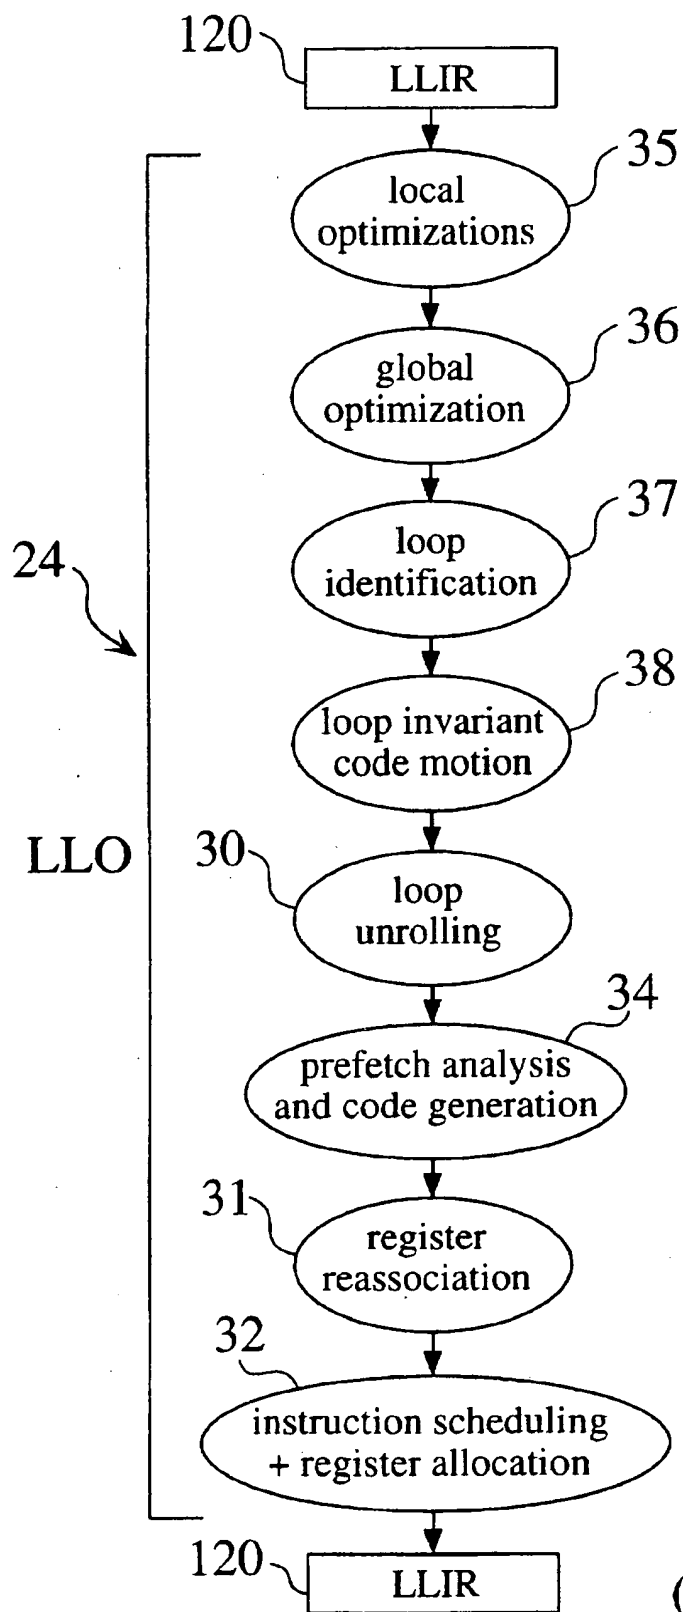 120
LLIR
35
local
optimizations
36
global
optimization
37
loop
identification
24
38
loop invariant
code motion
LLO
30
loop
unrolling
34
prefetch analysis
and code generation
31
register
reassociation
32
instruction scheduling
+ register allocation
120
LLIR
(